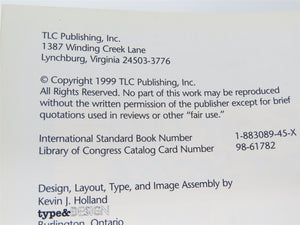 TLC Publishing, Inc.
1387 Winding Creek Lane
Lynchburg, Virginia 24503-3776
© Copyright 1999 TLC Publishing, Inc.
All Rights Reserved. No part of this work may be reproduced
without the written permission of the publisher except for brief
quotations used in reviews or other “fair use.”
International Standard Book Number 1-883089-45-X
Library of Congress Catalog Card Number 98-61782
Design, Layout, Type, and Image Assembly by
Kevin J. Holland
type&DESIGN
Burlington, Ontario